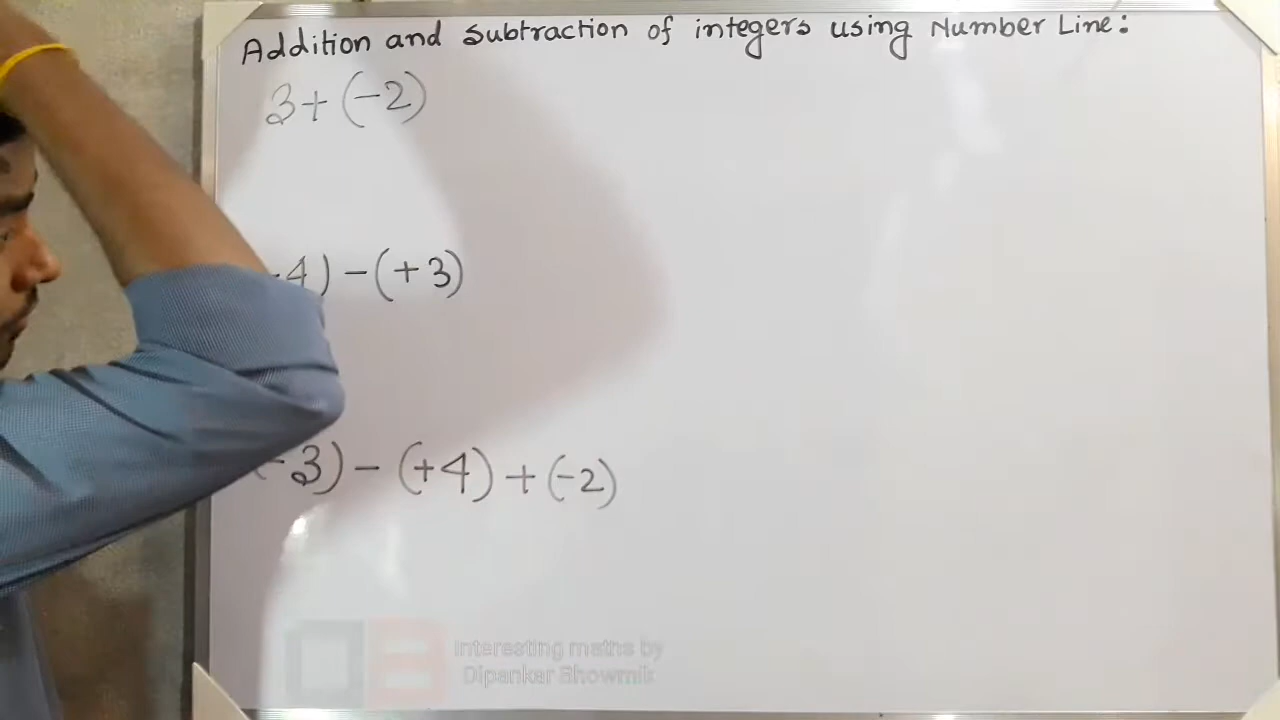 Addition and Subtraction of integers using Number Line:
3+(-2)
-4)-(+3)
(-3)-(+4)+(-2)
Interesting maths by
Dipankar Bhowmik